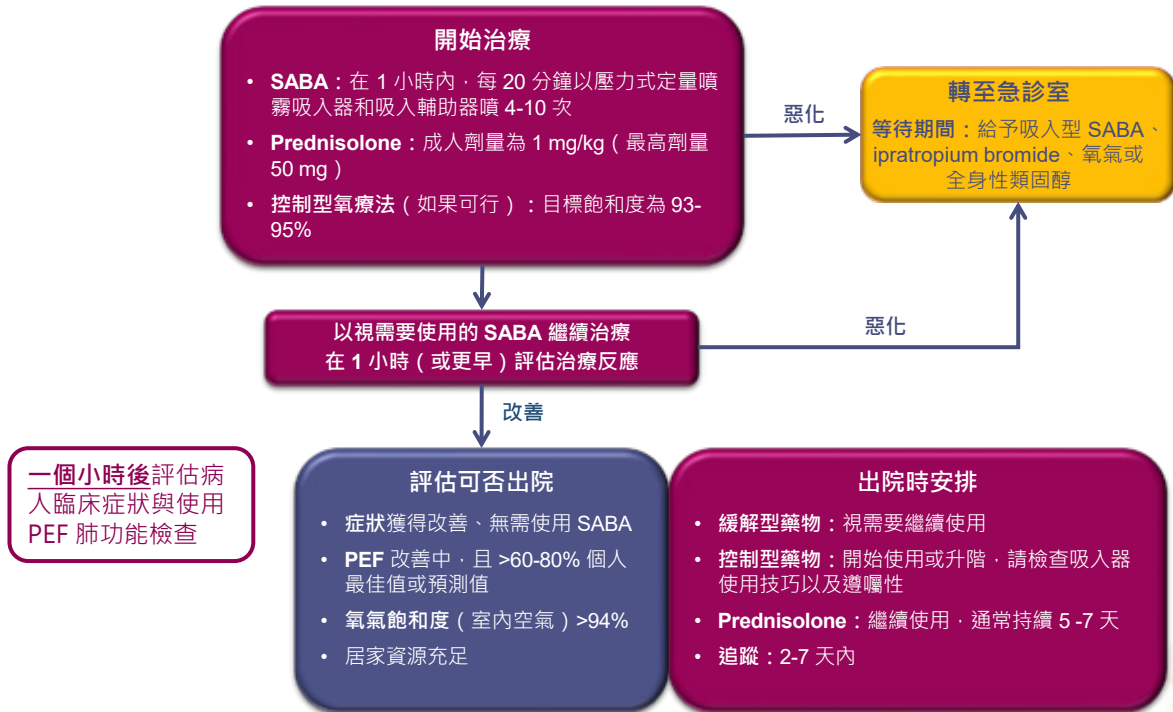 開始治療
• SABA：在 1 小時內，每 20 分鐘以壓力式定量噴
霧吸入器和吸入輔助器噴 4-10 次
• Prednisolone：成人劑量為 1 mg/kg（最高劑量
50 mg）
• 控制型氧療法（如果可行）：目標飽和度為 93-
95%
惡化
轉至急診室
等待期間：給予吸入型 SABA、
ipratropium bromide、氧氣或
全身性類固醇
以視需要使用的 SABA 繼續治療
在 1 小時（或更早）評估治療反應
惡化
改善
一個小時後評估病
人臨床症狀與使用
PEF 肺功能檢查
評估可否出院
• 症狀獲得改善、無需使用 SABA
• PEF 改善中，且 >60-80% 個人
最佳值或預測值
• 氧氣飽和度（室內空氣）>94%
• 居家資源充足
出院時安排
• 緩解型藥物：視需要繼續使用
• 控制型藥物：開始使用或升階，請檢查吸入器
使用技巧以及遵囑性
• Prednisolone：繼續使用，通常持續 5 -7 天
• 追蹤：2-7 天內